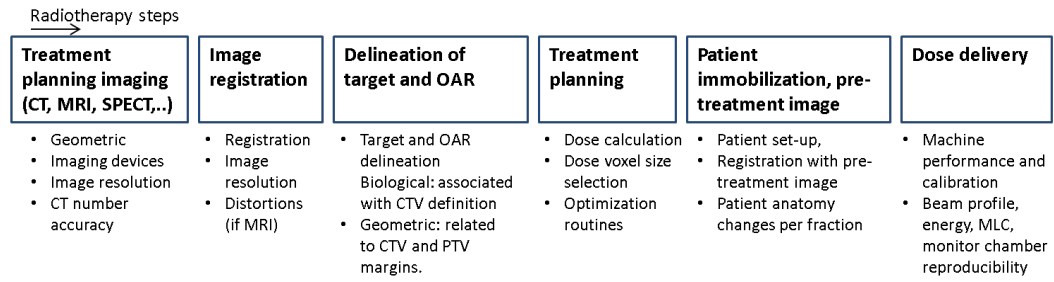 Radiotherapy steps
Treatment
planning imaging
(CT, MRI, SPECT,..)
• Geometric
• Imaging devices
• Image resolution
• CT number
accuracy
Image
registration
• Registration
• Image
resolution
• Distortions
(if MRI)
Delineation of
target and OAR
• Target and OAR
delineation
Biological: associated
with CTV definition
• Geometric: related
to CTV and PTV
margins.
Treatment
planning
• Dose calculation
• Dose voxel size
selection
• Optimization
routines
Patient
immobilization, pre-
treatment image
• Patient set-up,
• Registration with pre-
treatment image
• Patient anatomy
changes per fraction
Dose delivery
• Machine
performance and
calibration
• Beam profile,
energy, MLC,
monitor chamber
reproducibility